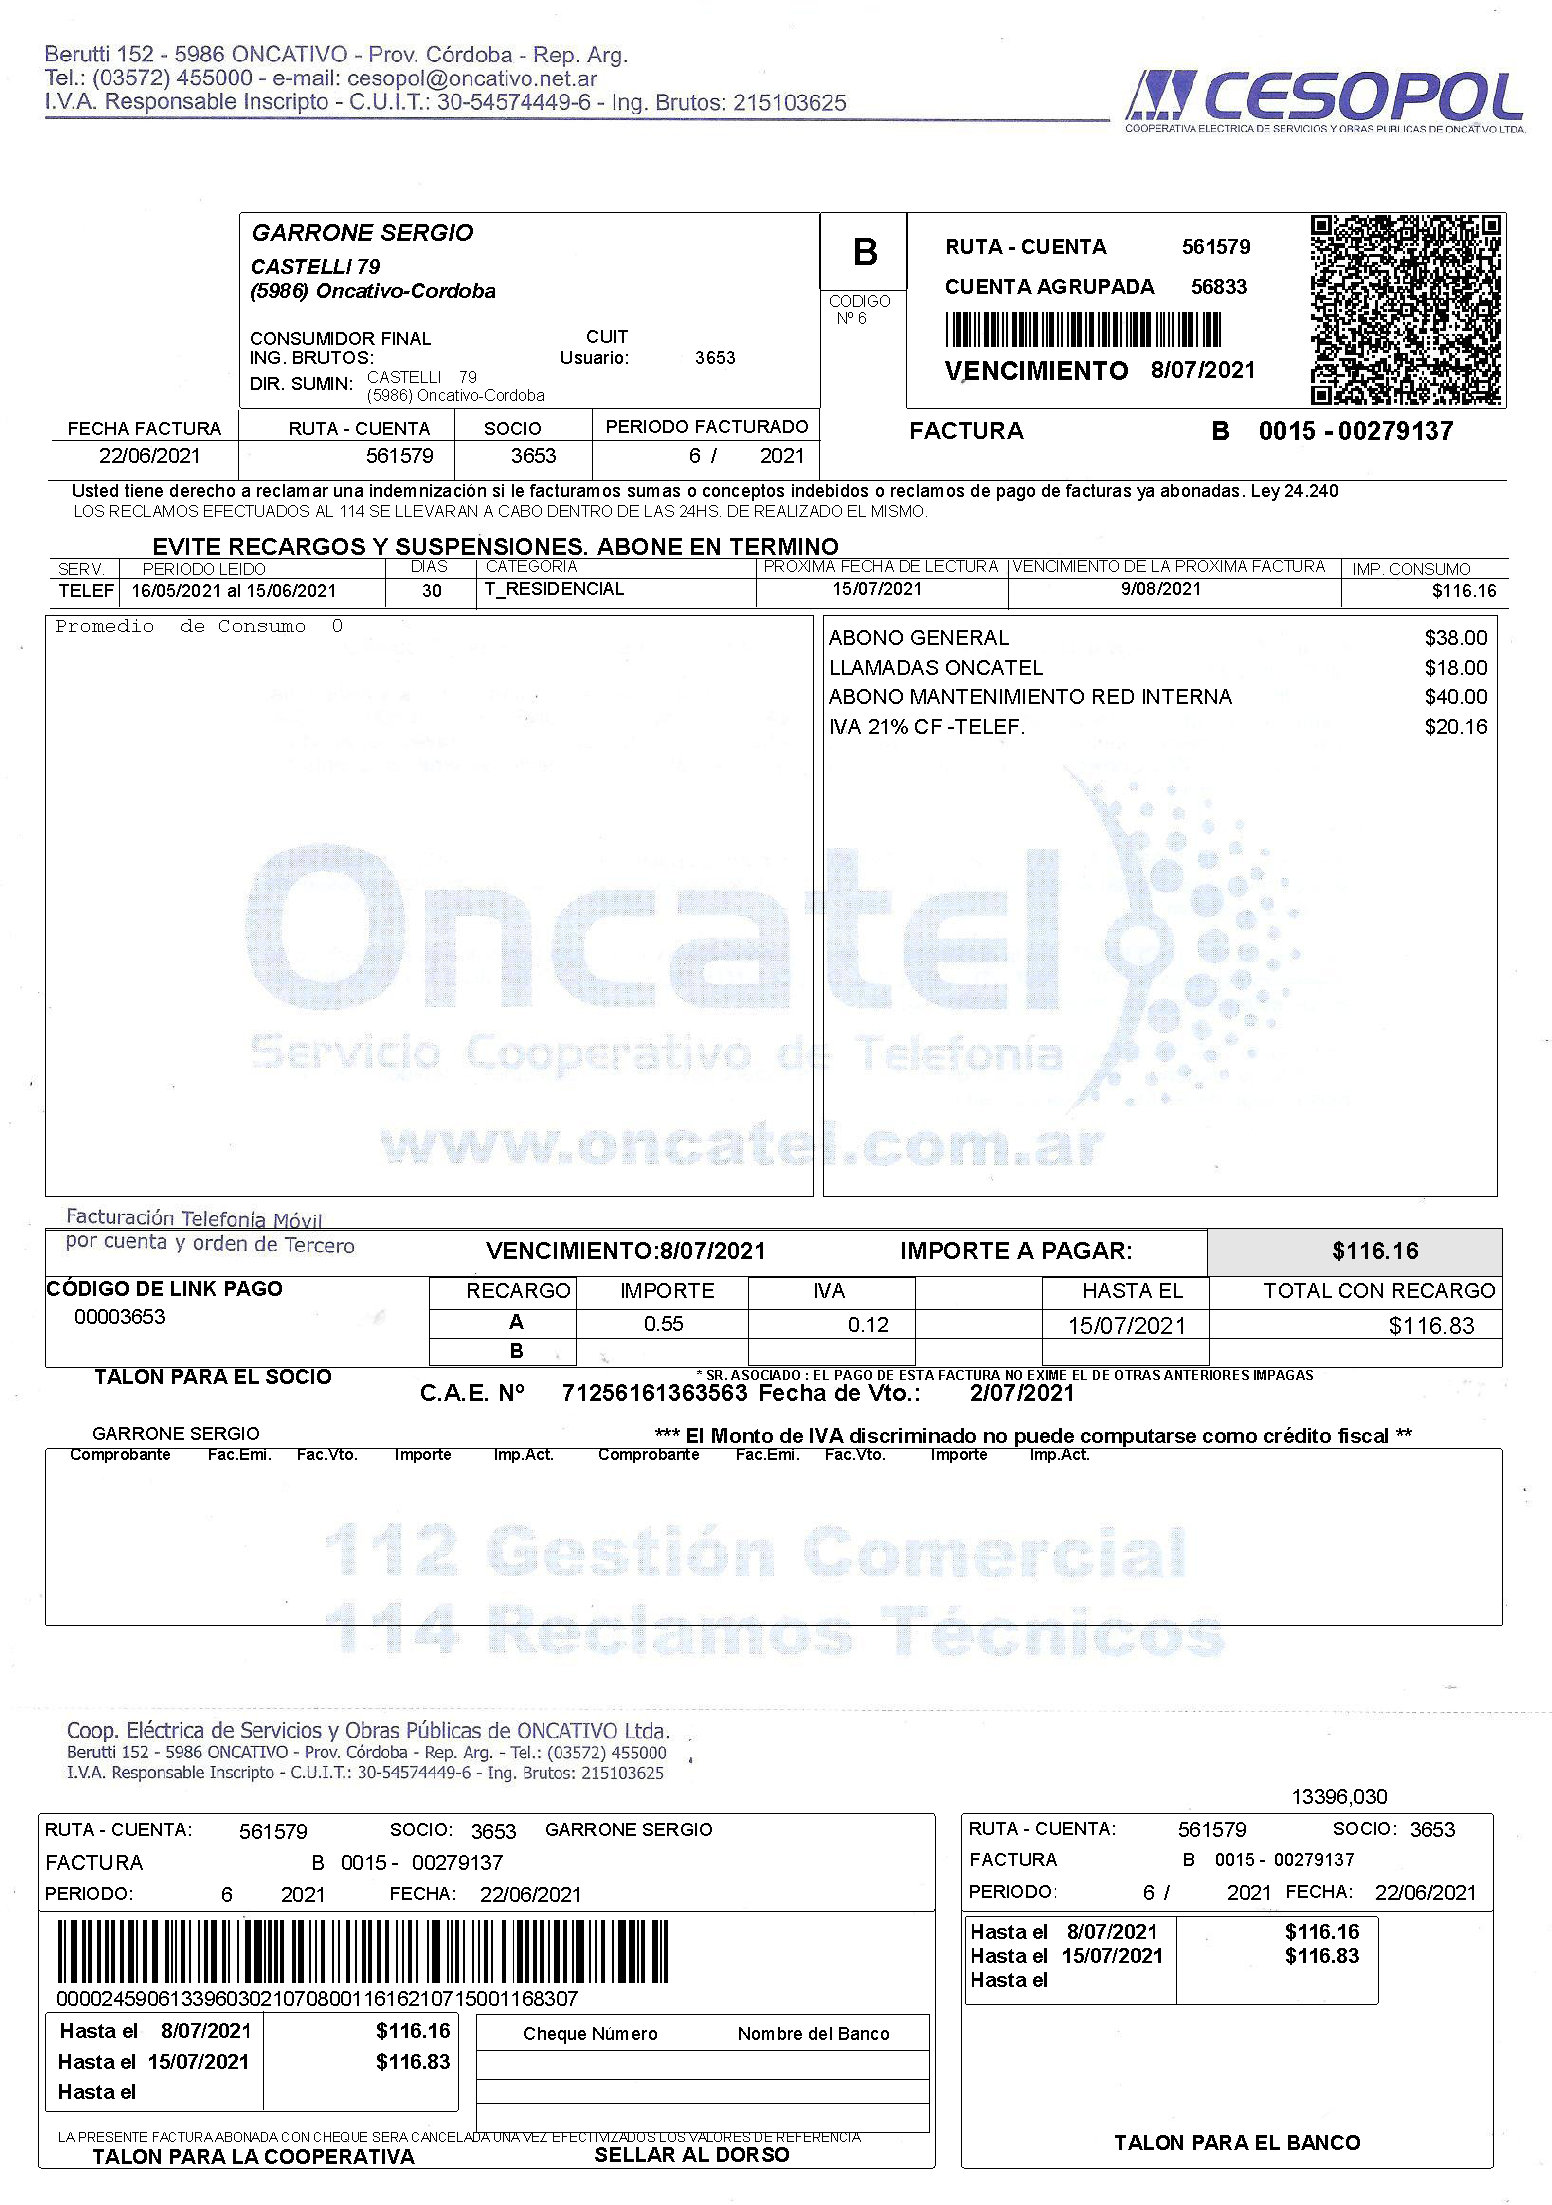 Berutti 152 - 5986 ONCATIVO - Prov. Córdoba - Rep. Arg.
Tel.: (03572) 455000 - e-mail: cesopol@oncativo.net.ar
I.V.A. Responsable Inscripto - C.U.I.T.: 30-54574449-6 - Ing. Brutos: 215103625
CESOPOL
COOPERATIVA ELECTRICA DE SERVICIOS Y OBRAS PUBLICAS DE ONCATIVO LTDA.
GARRONE SERGIO
CASTELLI 79
(5986) Oncativo-Cordoba
CONSUMIDOR FINAL CUIT
ING. BRUTOS: Usuario: 3653
DIR. SUMIN: CASTELLI 79
(5986) Oncativo-Cordoba
B
CODIGO
Nº 6
RUTA - CUENTA 561579
CUENTA AGRUPADA 56833
VENCIMIENTO 8/07/2021
FACTURA B 0015 - 00279137
FECHA FACTURA RUTA - CUENTA SOCIO PERIODO FACTURADO
22/06/2021 561579 3653 6 / 2021
Usted tiene derecho a reclamar una indemnización si le facturamos sumas o conceptos indebidos o reclamos de pago de facturas ya abonadas. Ley 24.240
LOS RECLAMOS EFECTUADOS AL 114 SE LLEVARAN A CABO DENTRO DE LAS 24HS. DE REALIZADO EL MISMO.
EVITE RECARGOS Y SUSPENSIONES. ABONE EN TERMINO
SERV. PERIODO LEIDO DIAS CATEGORIA PROXIMA FECHA DE LECTURA VENCIMIENTO DE LA PROXIMA FACTURA IMP. CONSUMO
TELEF 16/05/2021 al 15/06/2021 30 T_RESIDENCIAL 15/07/2021 9/08/2021 $116.16
Promedio de Consumo 0
ABONO GENERAL $38.00
LLAMADAS ONCATEL $18.00
ABONO MANTENIMIENTO RED INTERNA $40.00
IVA 21% CF -TELEF. $20.16
Oncatel
Servicio Cooperativo de Telefonía
www.oncatel.com.ar
Facturación Telefonía Móvil
por cuenta y orden de Tercero
VENCIMIENTO:8/07/2021 IMPORTE A PAGAR: $116.16
CÓDIGO DE LINK PAGO
00003653
RECARGO IMPORTE IVA HASTA EL TOTAL CON RECARGO
A 0.55 0.12 15/07/2021 $116.83
B
TALON PARA EL SOCIO
* SR. ASOCIADO : EL PAGO DE ESTA FACTURA NO EXIME EL DE OTRAS ANTERIORES IMPAGAS
C.A.E. Nº 71256161363563 Fecha de Vto.: 2/07/2021
GARRONE SERGIO *** El Monto de IVA discriminado no puede computarse como crédito fiscal **
Comprobante Fac.Emi. Fac.Vto. Importe Imp.Act. Comprobante Fac.Emi. Fac.Vto. Importe Imp.Act.
112 Gestión Comercial
114 Reclamos Técnicos
Coop. Eléctrica de Servicios y Obras Públicas de ONCATIVO Ltda.
Berutti 152 - 5986 ONCATIVO - Prov. Córdoba - Rep. Arg. - Tel.: (03572) 455000
I.V.A. Responsable Inscripto - C.U.I.T.: 30-54574449-6 - Ing. Brutos: 215103625
13396,030
RUTA - CUENTA: 561579 SOCIO: 3653 GARRONE SERGIO
FACTURA B 0015 - 00279137
PERIODO: 6 2021 FECHA: 22/06/2021
0000245906133960302107080011616210715001168307
Hasta el 8/07/2021 $116.16
Hasta el 15/07/2021 $116.83
Hasta el
Cheque Número Nombre del Banco
LA PRESENTE FACTURA ABONADA CON CHEQUE SERA CANCELADA UNA VEZ EFECTIVIZADOS LOS VALORES DE REFERENCIA
TALON PARA LA COOPERATIVA SELLAR AL DORSO
RUTA - CUENTA: 561579 SOCIO: 3653
FACTURA B 0015 - 00279137
PERIODO: 6 / 2021 FECHA: 22/06/2021
Hasta el 8/07/2021 $116.16
Hasta el 15/07/2021 $116.83
Hasta el
TALON PARA EL BANCO